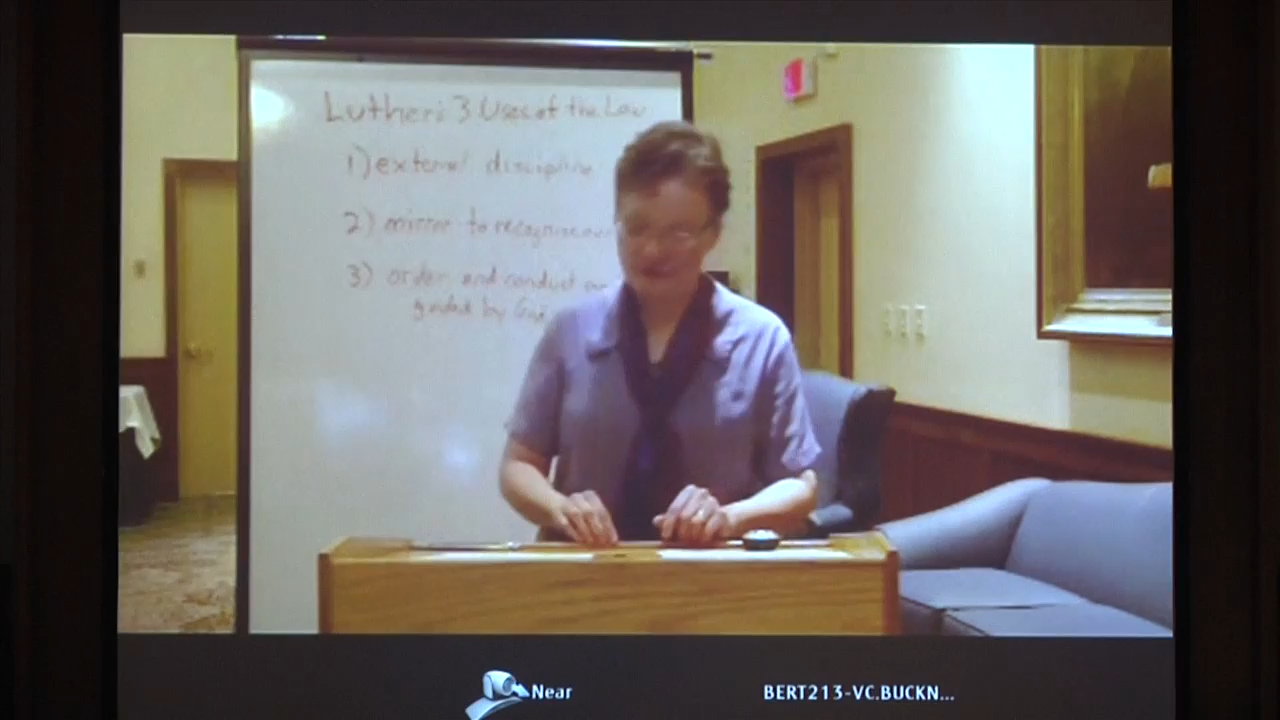 Luther: 3 Uses of the Law
1) external discipline
2) mirror to recognize
3) order and conduct
guided by
Near
BERT213-VC.BUCKN...